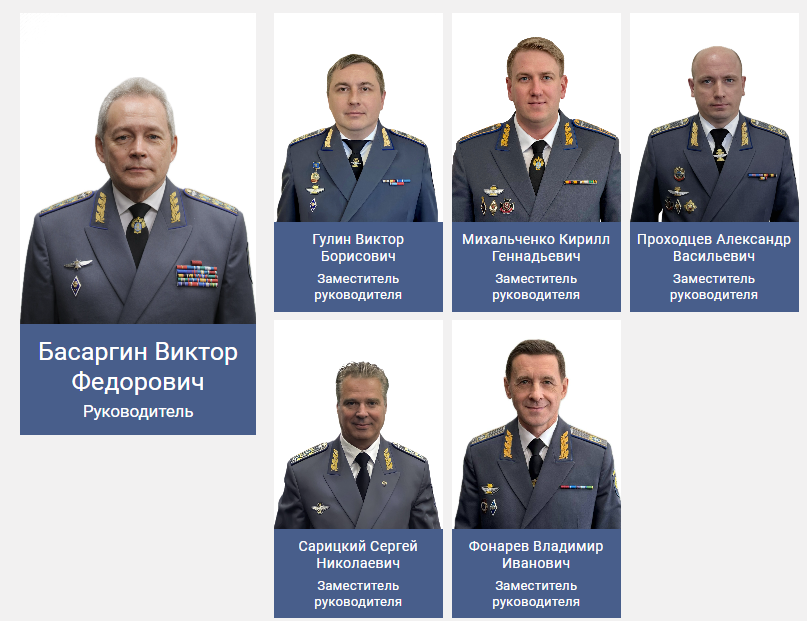 Басаргин Виктор
Федорович
Руководитель
Гулин Виктор
Борисович
Заместитель
руководителя
Михальченко Кирилл
Геннадьевич
Заместитель
руководителя
Проходцев Александр
Васильевич
Заместитель
руководителя
Сарицкий Сергей
Николаевич
Заместитель
руководителя
Фонарев Владимир
Иванович
Заместитель
руководителя